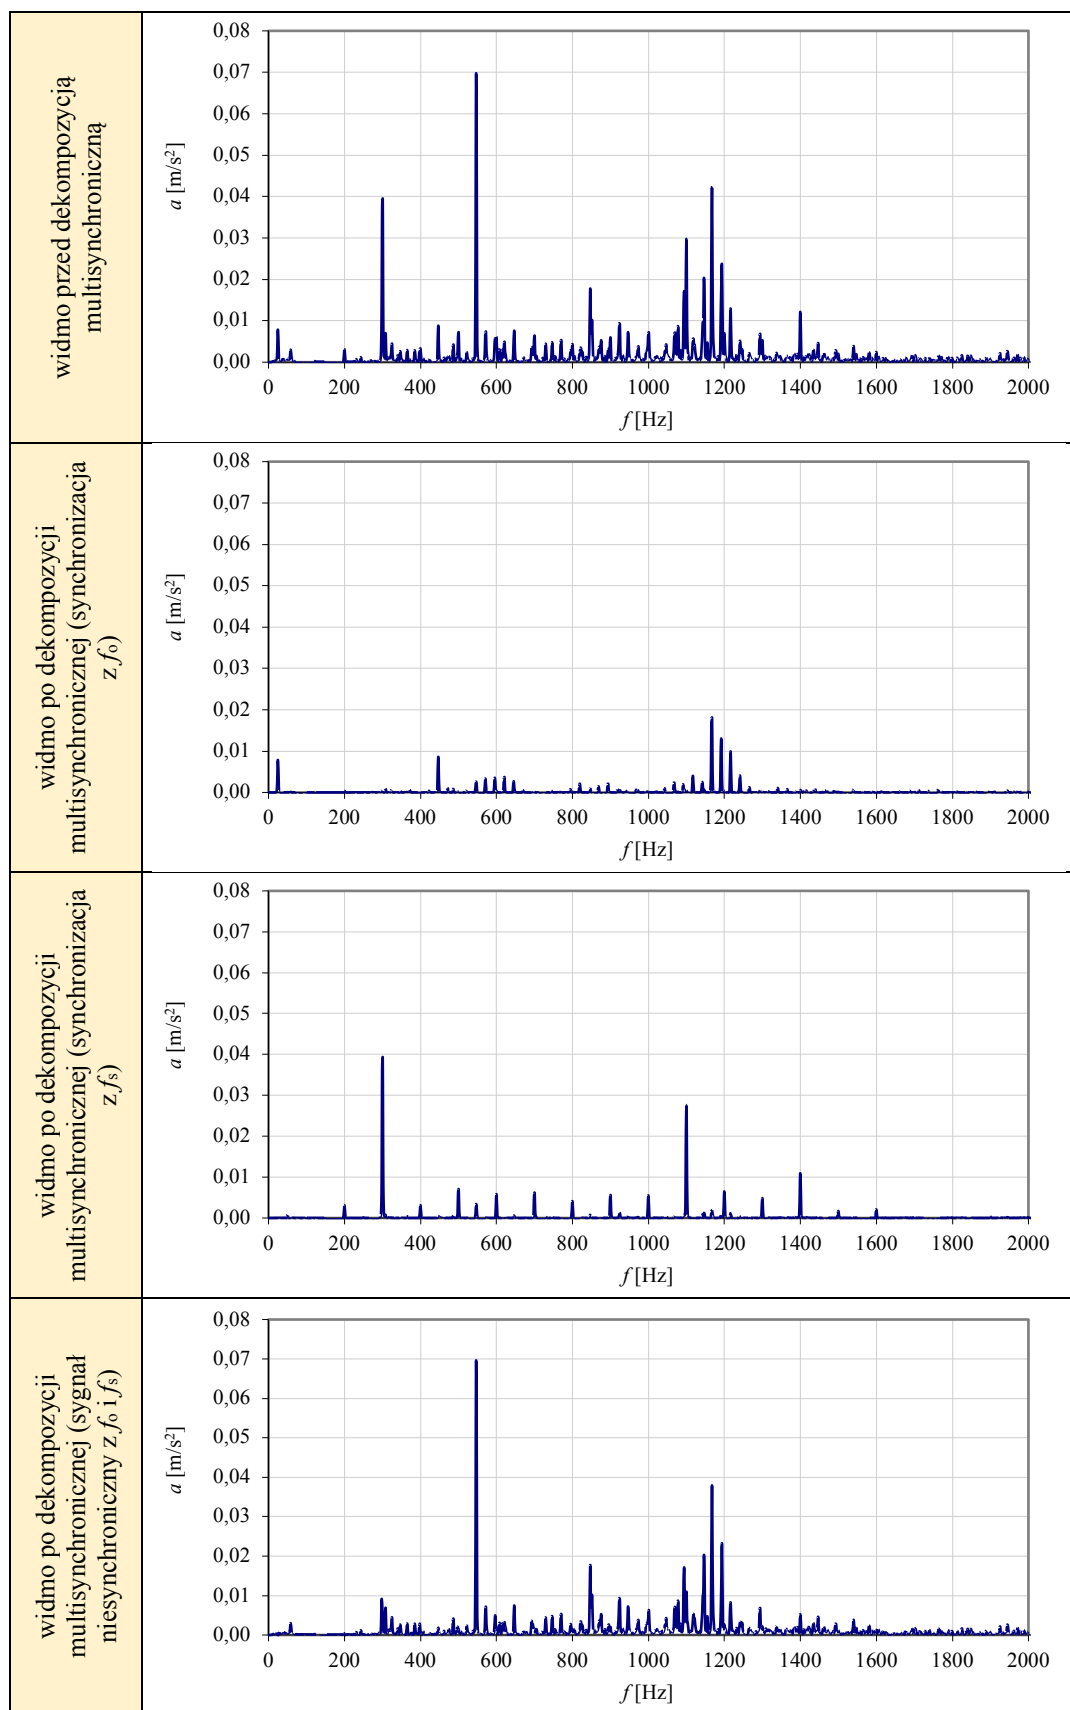 widmo przed dekompozycją
multisynchroniczną
0,08
0,07
0,06
0,05
0,04
0,03
0,02
0,01
0,00
a [m/s²]
0 200 400 600 800 1000 1200 1400 1600 1800 2000
f [Hz]
widmo po dekompozycji
multisynchronicznej (synchronizacja
z fo)
0,08
0,07
0,06
0,05
0,04
0,03
0,02
0,01
0,00
a [m/s²]
0 200 400 600 800 1000 1200 1400 1600 1800 2000
f [Hz]
widmo po dekompozycji
multisynchronicznej (synchronizacja
z fs)
0,08
0,07
0,06
0,05
0,04
0,03
0,02
0,01
0,00
a [m/s²]
0 200 400 600 800 1000 1200 1400 1600 1800 2000
f [Hz]
widmo po dekompozycji
multisynchronicznej (sygnał
niesynchroniczny z fo i fs)
0,08
0,07
0,06
0,05
0,04
0,03
0,02
0,01
0,00
a [m/s²]
0 200 400 600 800 1000 1200 1400 1600 1800 2000
f [Hz]